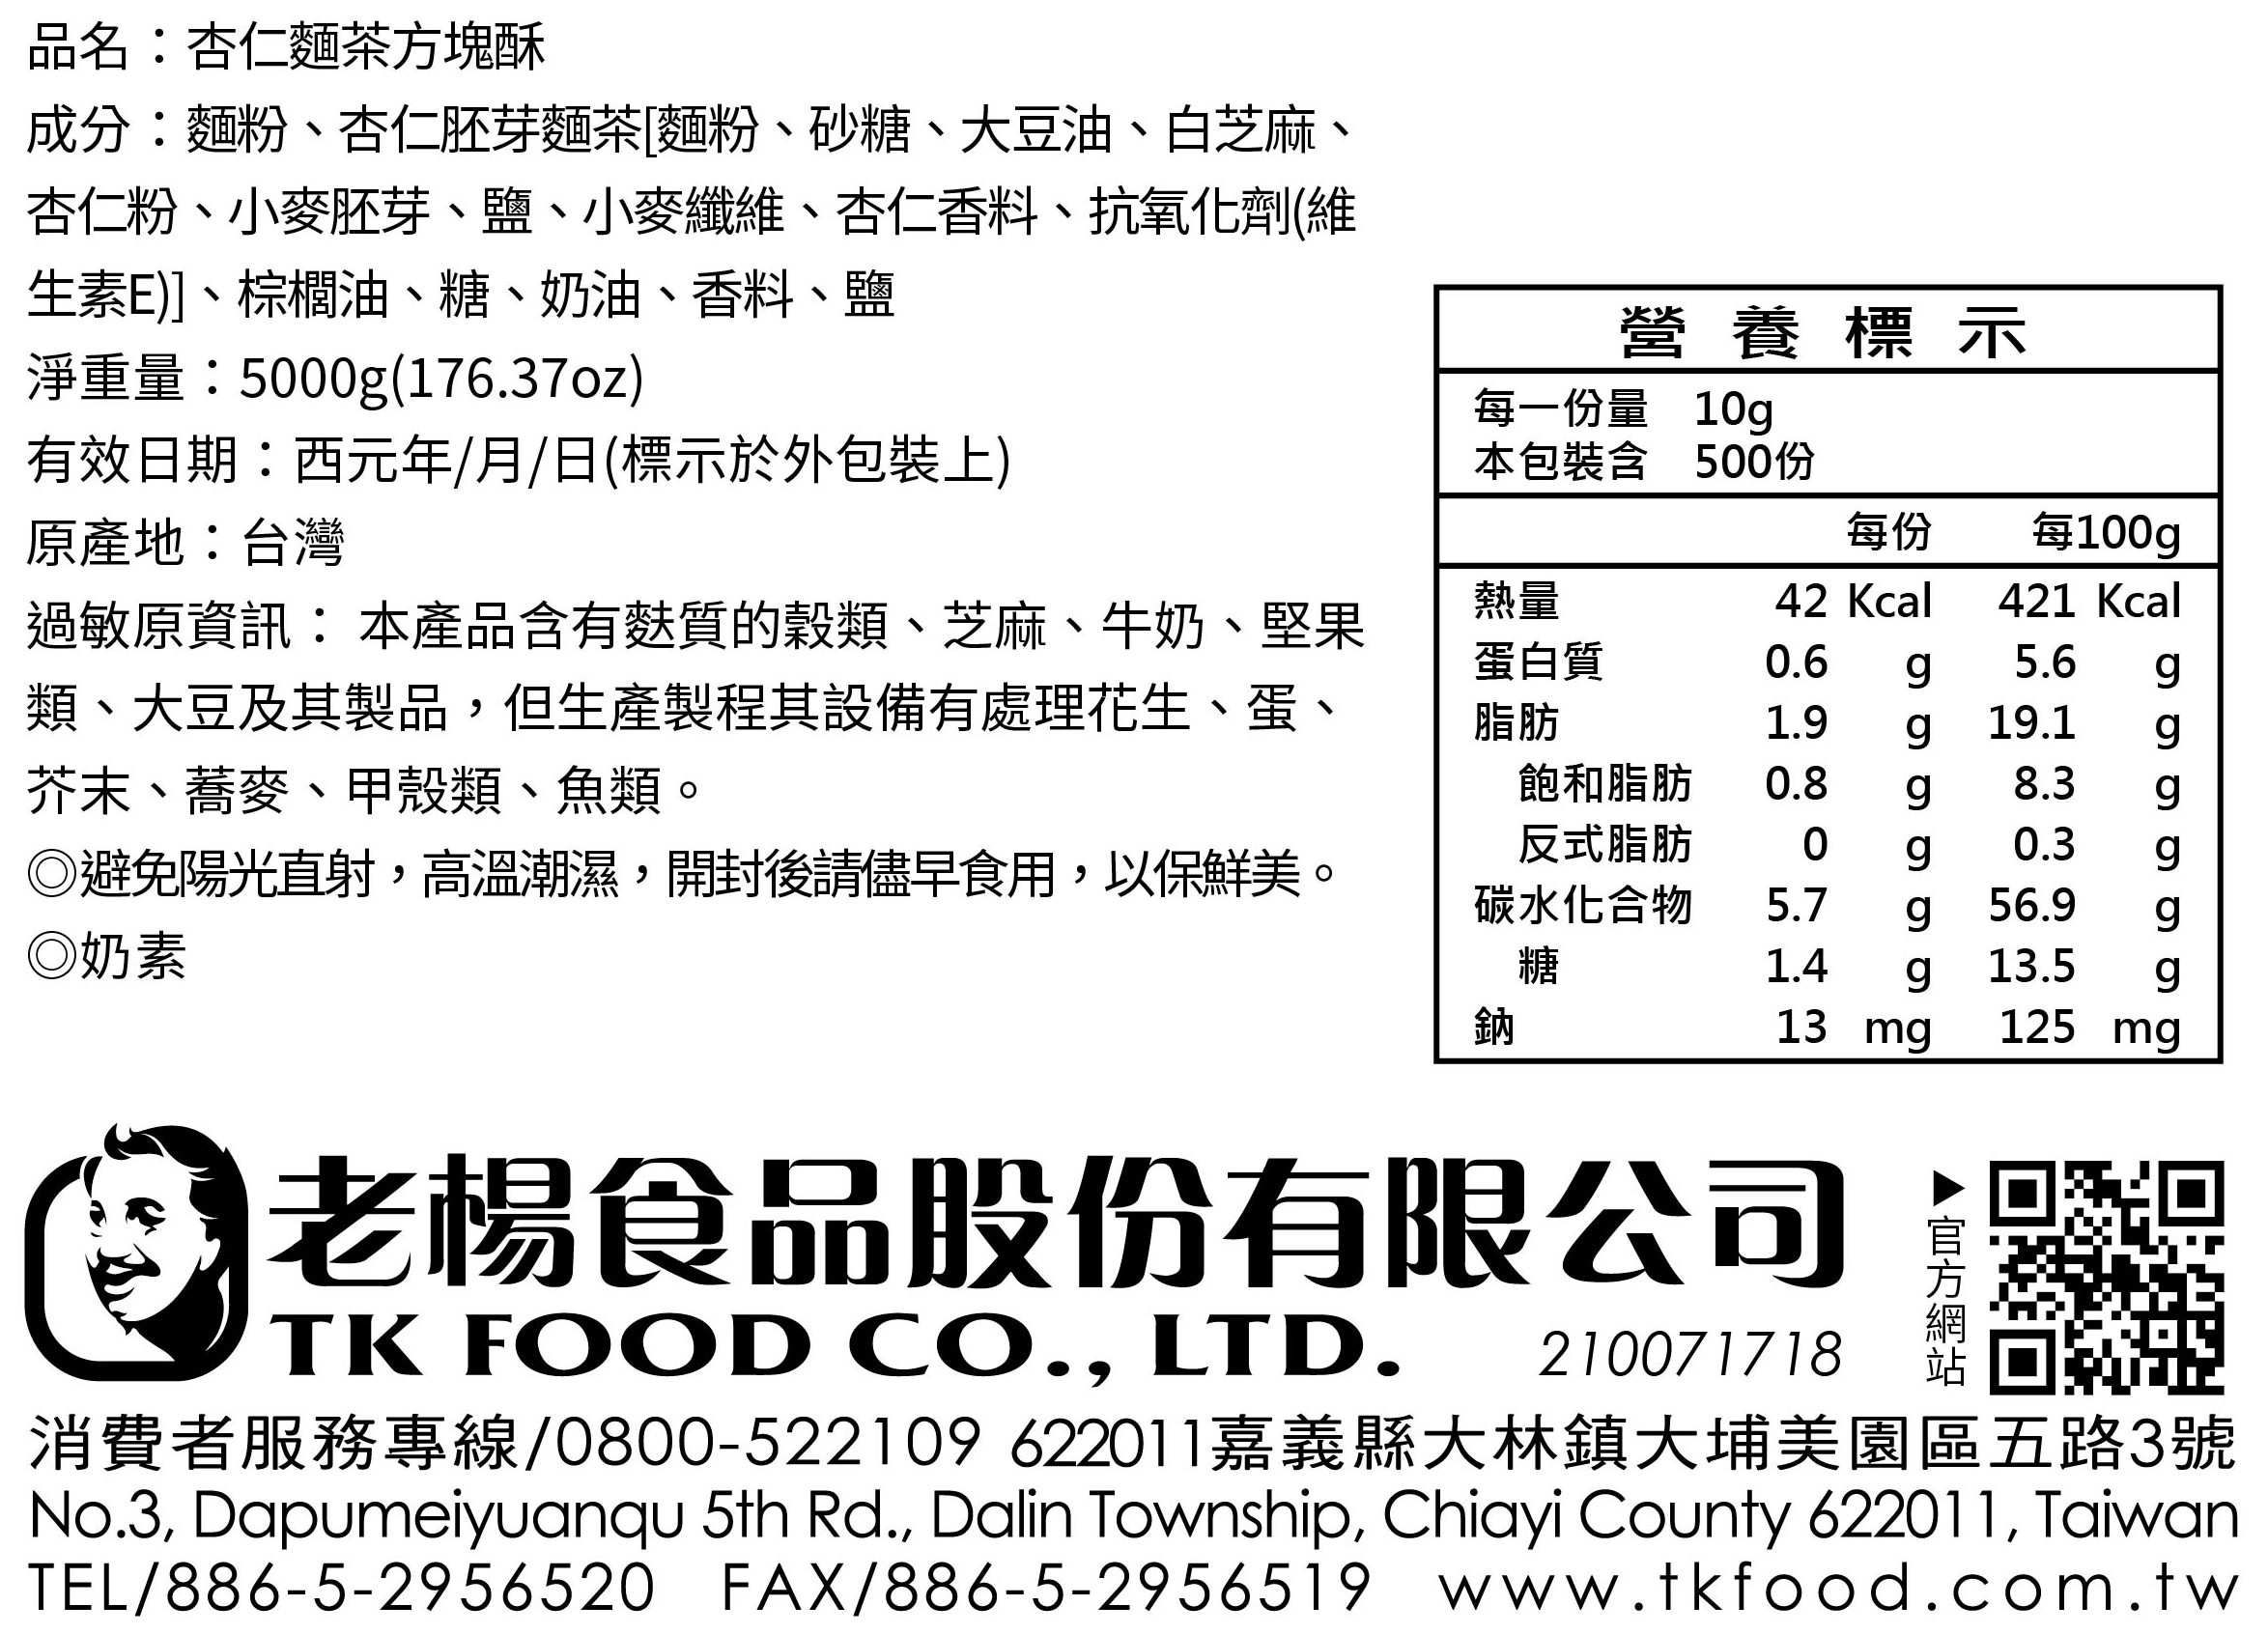 品名：杏仁麵茶方塊酥
成分：麵粉、杏仁胚芽麵茶[麵粉、砂糖、大豆油、白芝麻、
杏仁粉、小麥胚芽、鹽、小麥纖維、杏仁香料、抗氧化劑(維
生素E)]、棕櫚油、糖、奶油、香料、鹽
淨重量：5000g(176.37oz)
有效日期：西元年/月/日(標示於外包裝上)
原產地：台灣
過敏原資訊： 本產品含有麩質的穀類、芝麻、牛奶、堅果
類、大豆及其製品，但生產製程其設備有處理花生、蛋、
芥末、蕎麥、甲殼類、魚類。
◎避免陽光直射，高溫潮濕，開封後請儘早食用，以保鮮美。
◎奶素
營養標示
每一份量 10g
本包裝含 500份
每份 每100g
熱量 42 Kcal 421 Kcal
蛋白質 0.6 g 5.6 g
脂肪 1.9 g 19.1 g
飽和脂肪 0.8 g 8.3 g
反式脂肪 0 g 0.3 g
碳水化合物 5.7 g 56.9 g
糖 1.4 g 13.5 g
鈉 13 mg 125 mg
老楊食品股份有限公司
TK FOOD CO., LTD. 210071718
▶官方網站
消費者服務專線/0800-522109 622011嘉義縣大林鎮大埔美園區五路3號
No.3, Dapumeiyuanqu 5th Rd., Dalin Township, Chiayi County 622011, Taiwan
TEL/886-5-2956520 FAX/886-5-2956519 www.tkfood.com.tw